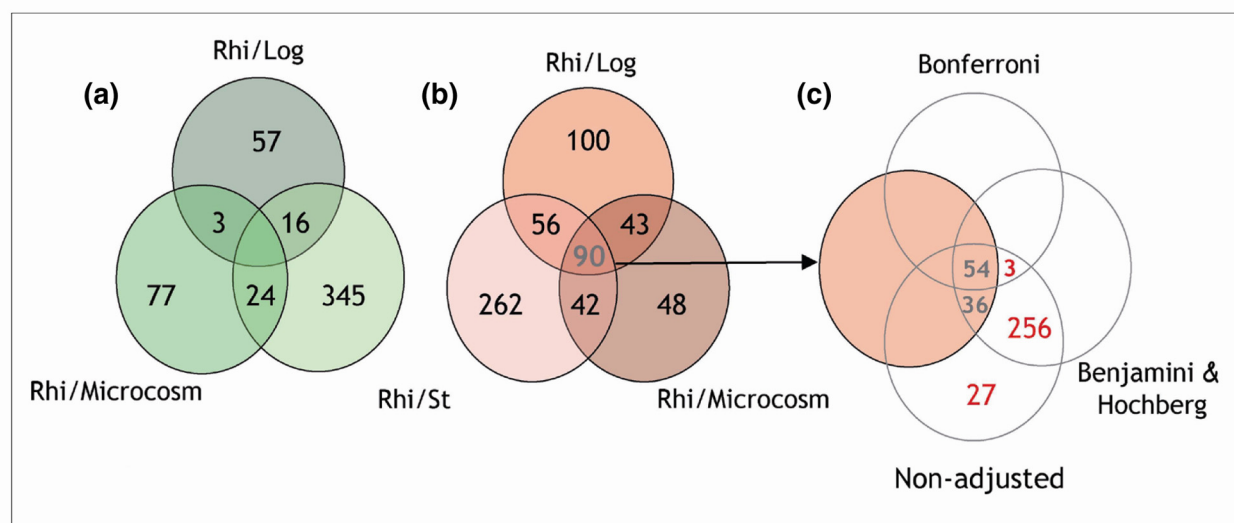 (a)
Rhi/Log
57
3
16
77
24
345
Rhi/Microcosm
Rhi/St
(b)
Rhi/Log
100
56
43
90
262
42
48
Rhi/Microcosm
(c)
Bonferroni
54
3
36
256
27
Benjamini &
Hochberg
Non-adjusted